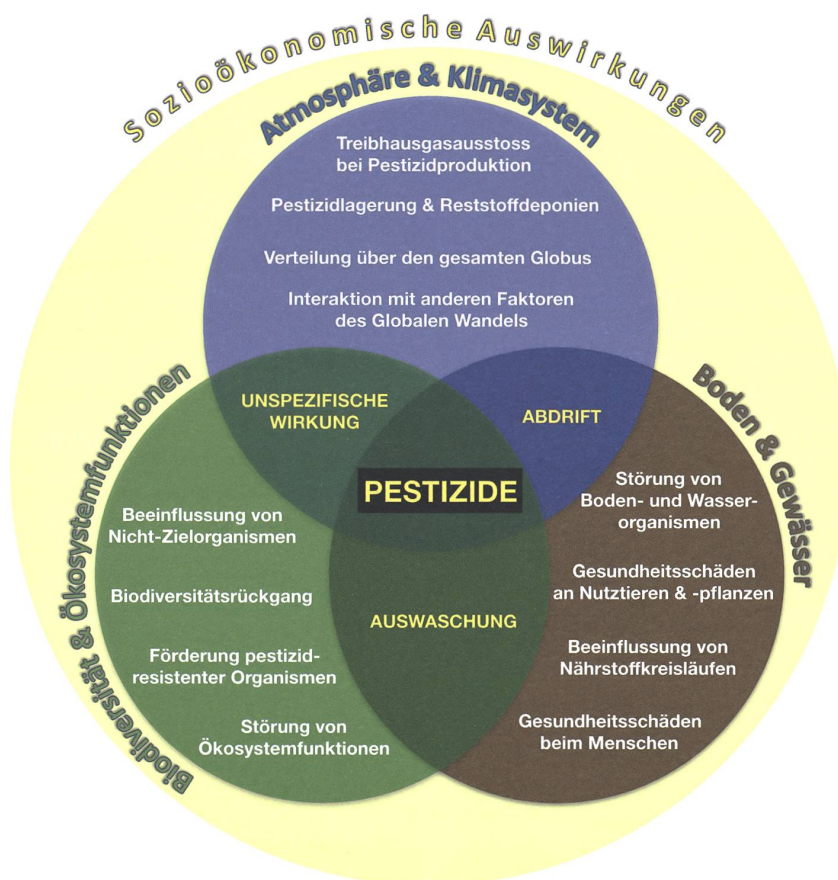 Sozioökonomische Auswirkungen
Atmosphäre & Klimasystem
Treibhausgasausstoss
bei Pestizidproduktion
Pestizidlagerung & Reststoffdeponien
Verteilung über den gesamten Globus
Interaktion mit anderen Faktoren
des Globalen Wandels
UNSPEZIFISCHE
WIRKUNG
ABDRIFT
PESTIZIDE
AUSWASCHUNG
Biodiversität & Ökosystemfunktionen
Beeinflussung von
Nicht-Zielorganismen
Biodiversitätsrückgang
Förderung pestizid-
resistenter Organismen
Störung von
Ökosystemfunktionen
Boden & Gewässer
Störung von
Boden- und Wasser-
organismen
Gesundheitsschäden
an Nutztieren & -pflanzen
Beeinflussung von
Nährstoffkreisläufen
Gesundheitsschäden
beim Menschen